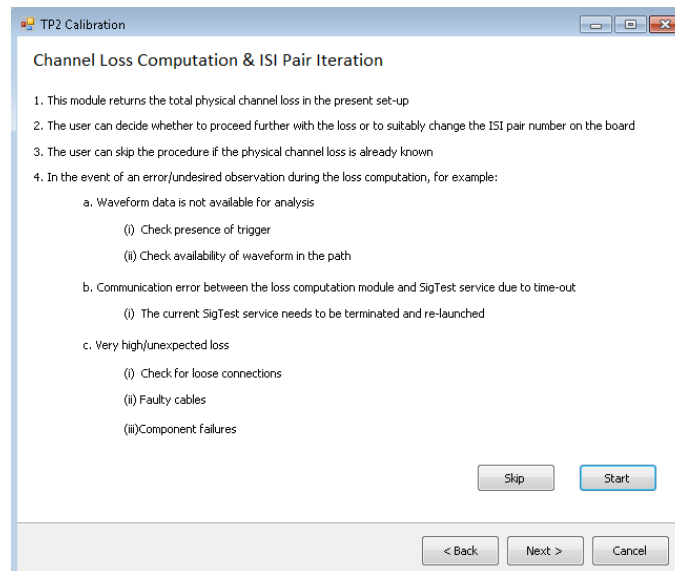 TP2 Calibration
Channel Loss Computation & ISI Pair Iteration
1. This module returns the total physical channel loss in the present set-up
2. The user can decide whether to proceed further with the loss or to suitably change the ISI pair number on the board
3. The user can skip the procedure if the physical channel loss is already known
4. In the event of an error/undesired observation during the loss computation, for example:
a. Waveform data is not available for analysis
(i) Check presence of trigger
(ii) Check availability of waveform in the path
b. Communication error between the loss computation module and SigTest service due to time-out
(i) The current SigTest service needs to be terminated and re-launched
c. Very high/unexpected loss
(i) Check for loose connections
(ii) Faulty cables
(iii)Component failures
Skip Start
< Back Next > Cancel